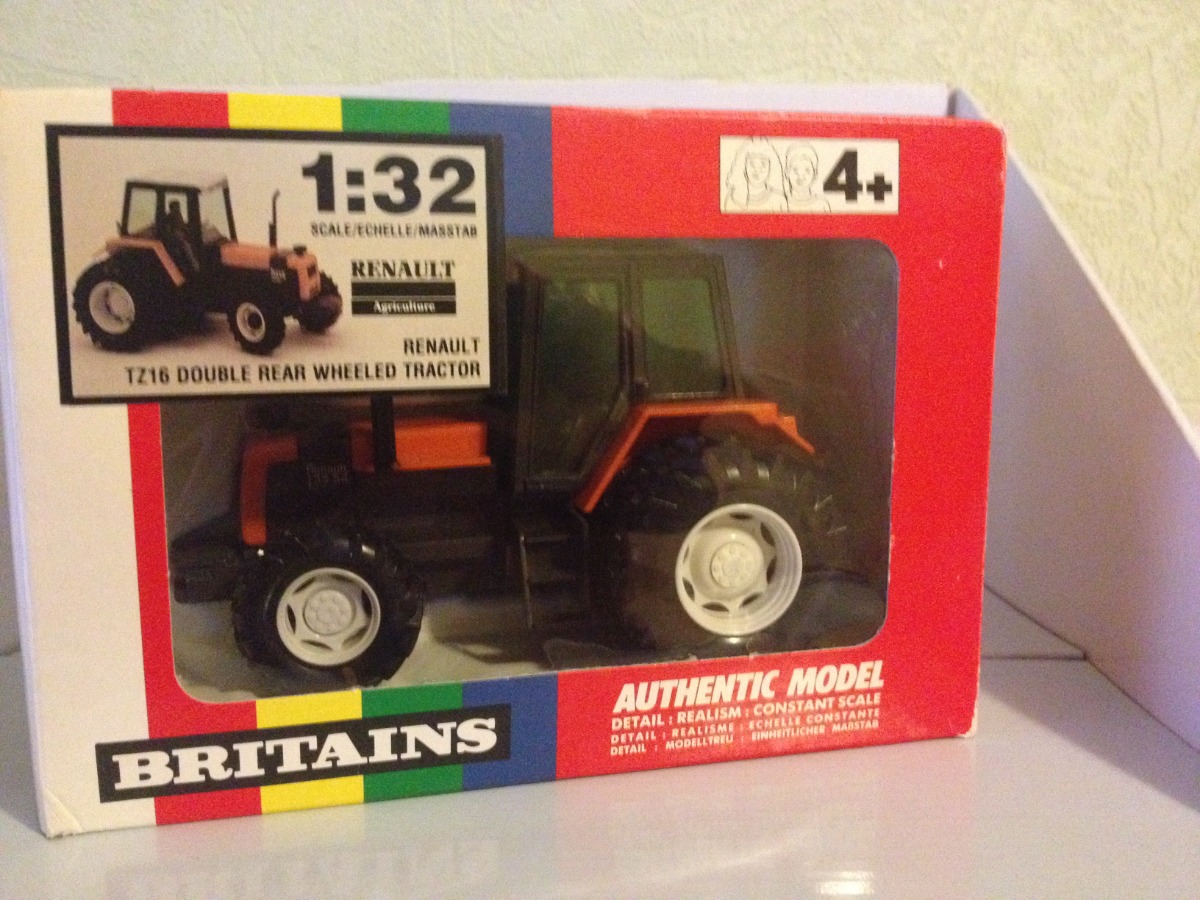 1:32
SCALE/ECHELLE/MASSTAB
RENAULT
Agriculture
RENAULT
TZ16 DOUBLE REAR WHEELED TRACTOR
4+
AUTHENTIC MODEL
DETAIL : REALISM : CONSTANT SCALE
DETAIL : REALISME : ECHELLE CONSTANTE
DETAIL : MODELLTREU : EINHEITLICHER MAßSTAB
BRITAINS